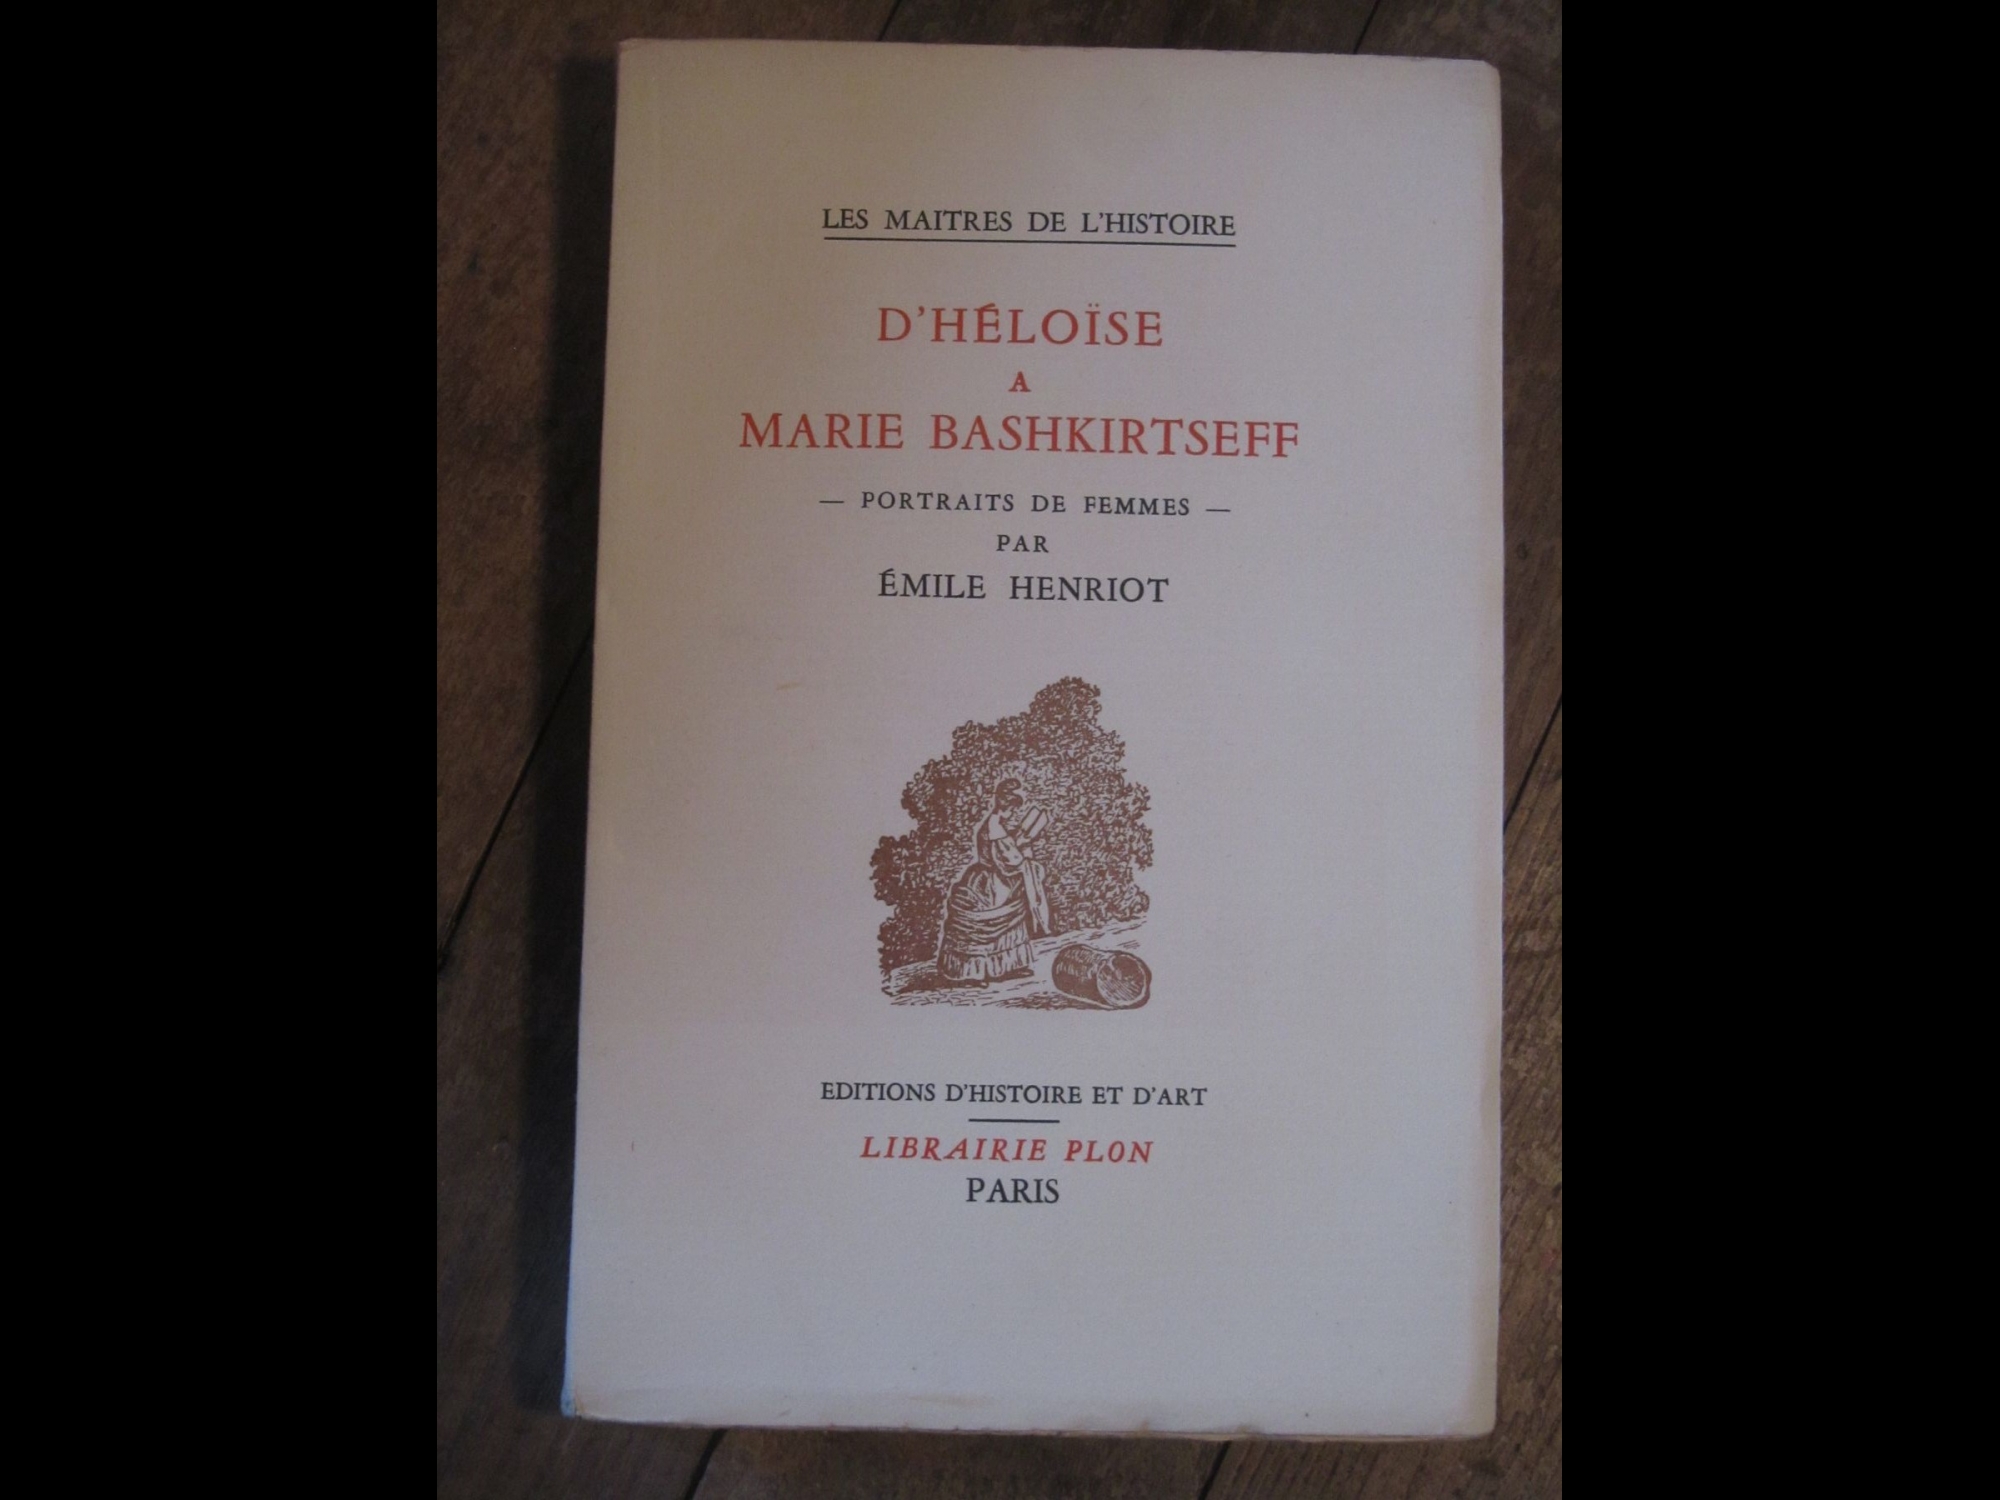 LES MAITRES DE L'HISTOIRE
D'HÉLOÏSE
A
MARIE BASHKIRTSEFF
— PORTRAITS DE FEMMES —
PAR
ÉMILE HENRIOT
EDITIONS D'HISTOIRE ET D'ART
LIBRAIRIE PLON
PARIS